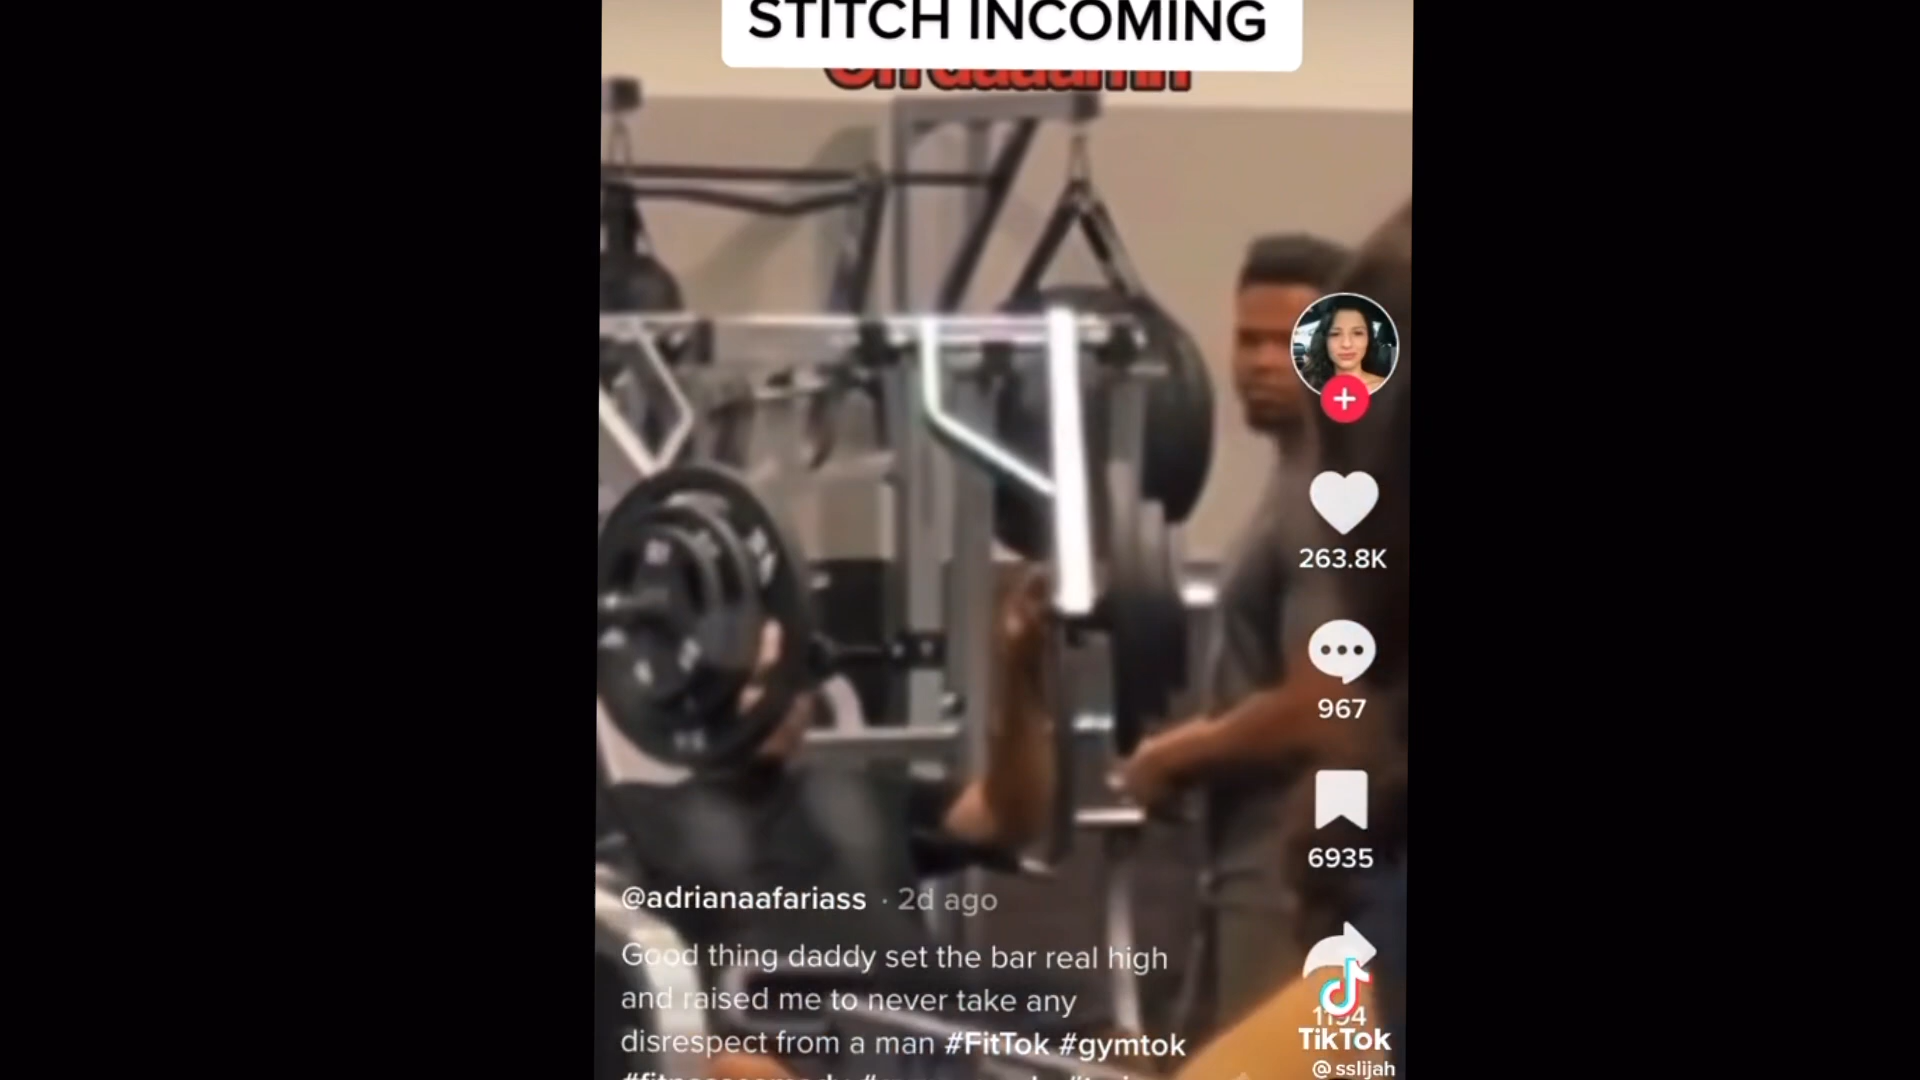 STITCH INCOMING
263.8K
967
6935
@adrianaafariass · 2d ago
Good thing daddy set the bar real high
and raised me to never take any
disrespect from a man #FitTok #gymtok
1194
TikTok
@sslijah